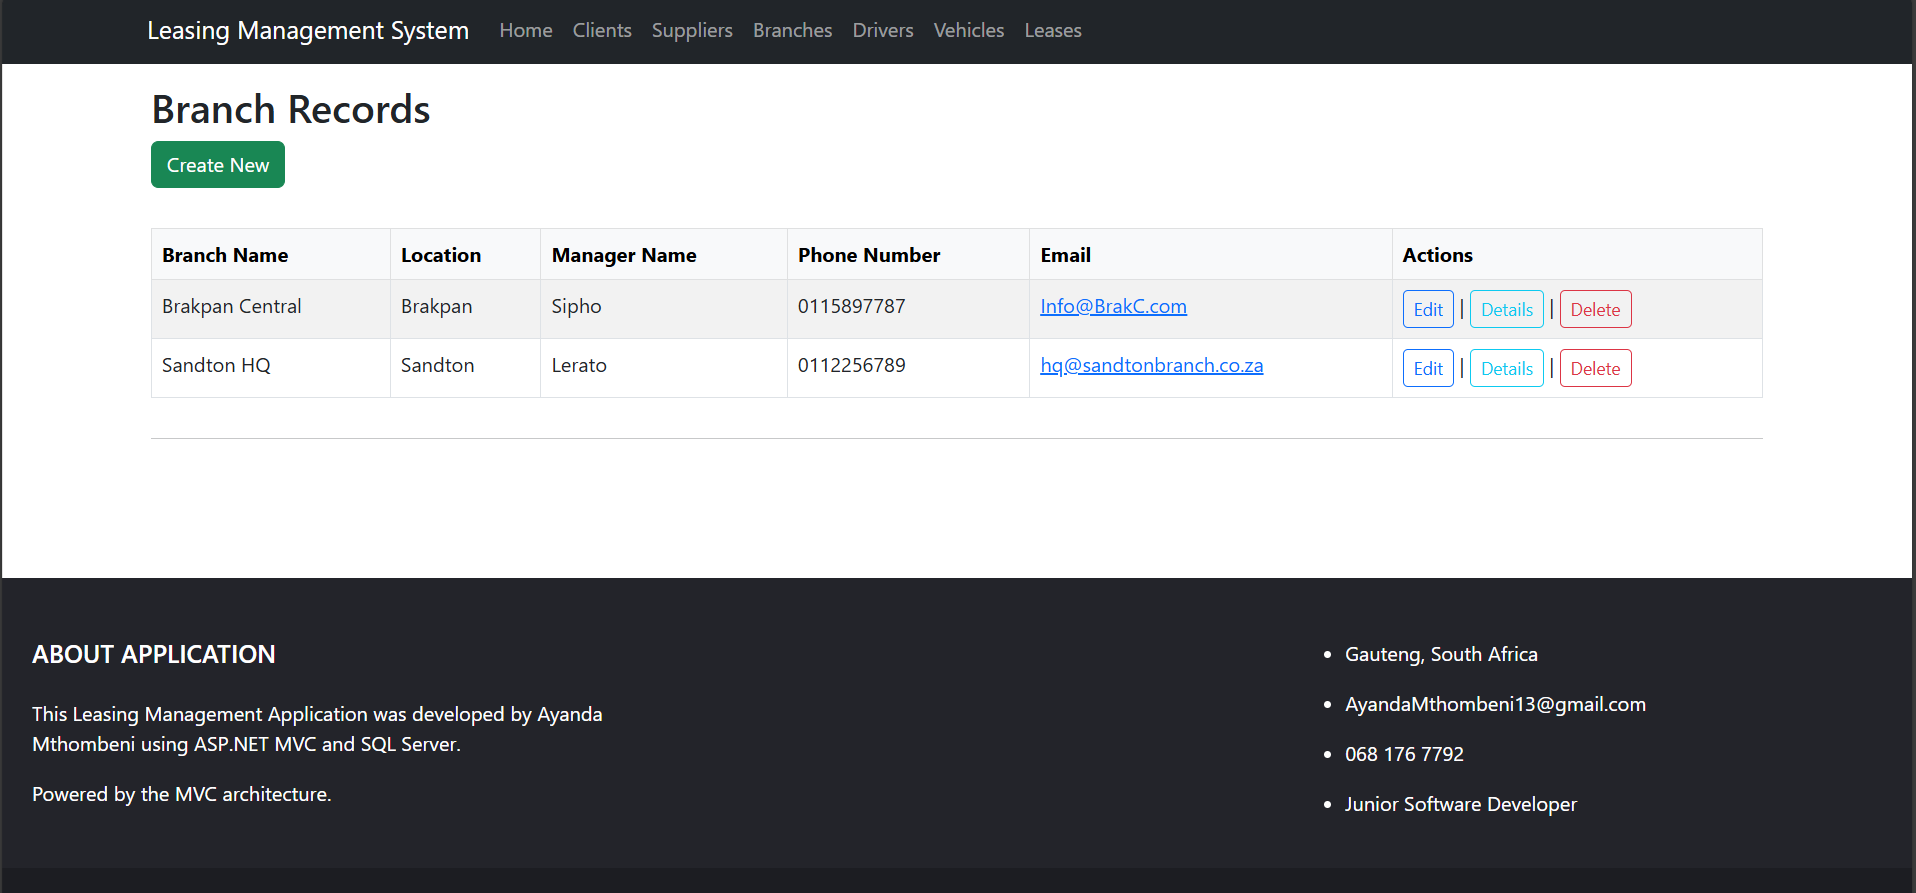 Leasing Management System Home Clients Suppliers Branches Drivers Vehicles Leases
Branch Records
Create New
Branch Name Location Manager Name Phone Number Email Actions
Brakpan Central Brakpan Sipho 0115897787 Info@BrakC.com Edit | Details | Delete
Sandton HQ Sandton Lerato 0112256789 hq@sandtonbranch.co.za Edit | Details | Delete
ABOUT APPLICATION
This Leasing Management Application was developed by Ayanda
Mthombeni using ASP.NET MVC and SQL Server.
Powered by the MVC architecture.
• Gauteng, South Africa
• AyandaMthombeni13@gmail.com
• 068 176 7792
• Junior Software Developer